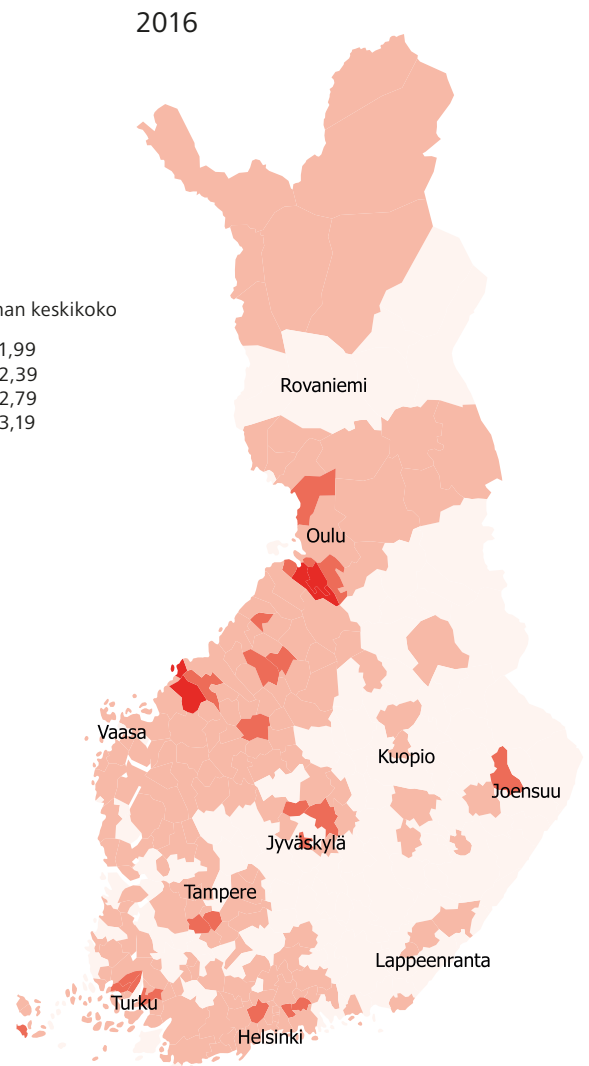 2016
nan keskikoko
1,99
2,39
2,79
3,19
Rovaniemi
Oulu
Vaasa
Kuopio
Joensuu
Jyväskylä
Tampere
Lappeenranta
Turku
Helsinki